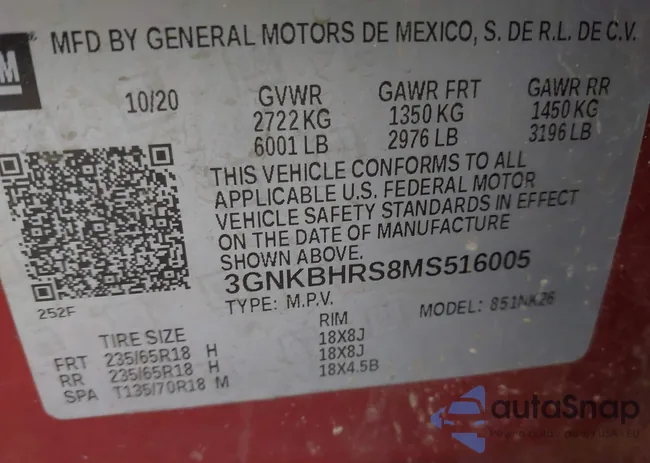 GM
MFD BY GENERAL MOTORS DE MEXICO, S. DE R.L. DE C.V.
10/20 GVWR GAWR FRT GAWR RR
2722 KG 1350 KG 1450 KG
6001 LB 2976 LB 3196 LB
THIS VEHICLE CONFORMS TO ALL
APPLICABLE U.S. FEDERAL MOTOR
VEHICLE SAFETY STANDARDS IN EFFECT
ON THE DATE OF MANUFACTURE
SHOWN ABOVE.
3GNKBHRS8MS516005
252F TYPE: M.P.V. MODEL: 851NK26
TIRE SIZE RIM
FRT 235/65R18 H 18X8J
RR 235/65R18 H 18X8J
SPA T135/70R18 M 18X4.5B
autaSnap